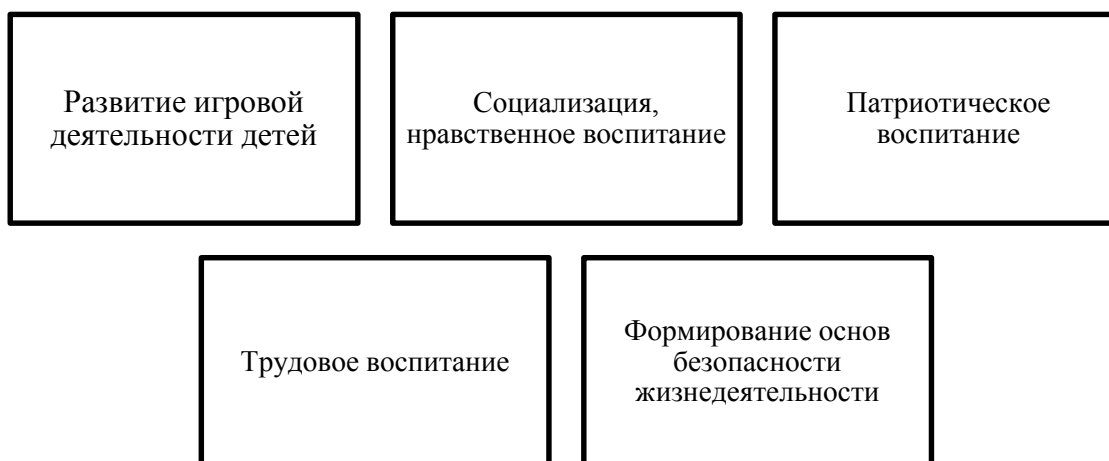 Развитие игровой
деятельности детей
Социализация,
нравственное воспитание
Патриотическое
воспитание
Трудовое воспитание
Формирование основ
безопасности
жизнедеятельности